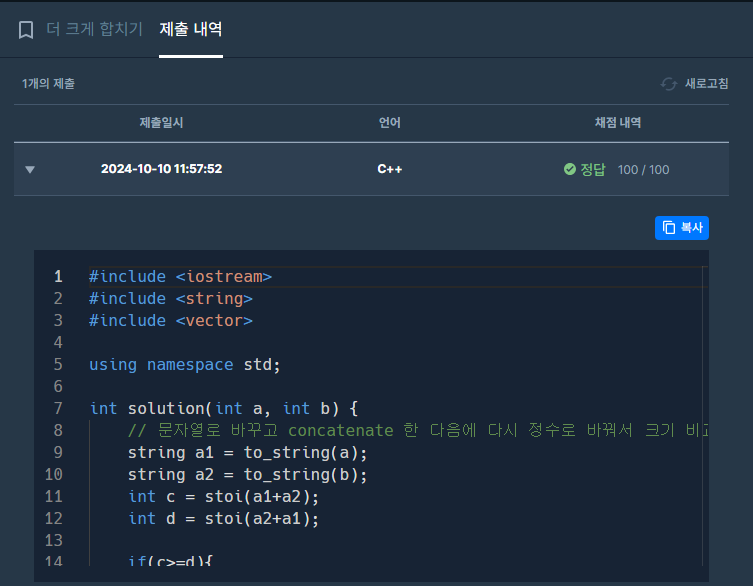 더 크게 합치기 제출 내역
1개의 제출 새로고침
제출일시 언어 채점 내역
2024-10-10 11:57:52 C++ 정답 100 / 100
복사
1 #include <iostream>
2 #include <string>
3 #include <vector>
4
5 using namespace std;
6
7 int solution(int a, int b) {
8 // 문자열로 바꾸고 concatenate 한 다음에 다시 정수로 바꿔서 크기 비교
9 string a1 = to_string(a);
10 string a2 = to_string(b);
11 int c = stoi(a1+a2);
12 int d = stoi(a2+a1);
13
14 if(c>=d){